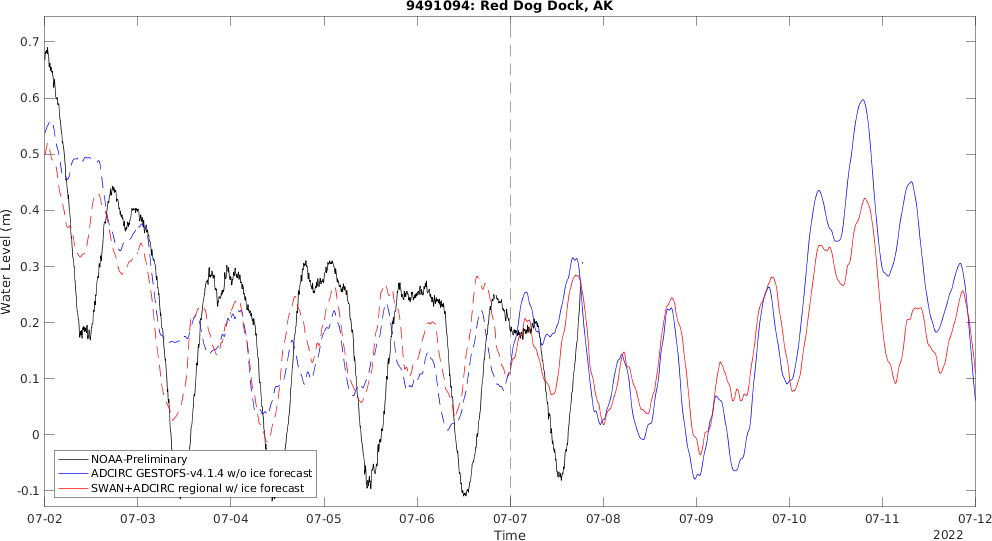 9491094: Red Dog Dock, AK
0.7
0.6
0.5
0.4
0.3
0.2
0.1
0
-0.1
Water Level (m)
NOAA-Preliminary
ADCIRC GESTOFS-v4.1.4 w/o ice forecast
SWAN+ADCIRC regional w/ ice forecast
07-02 07-03 07-04 07-05 07-06 07-07 07-08 07-09 07-10 07-11 07-12
Time
2022